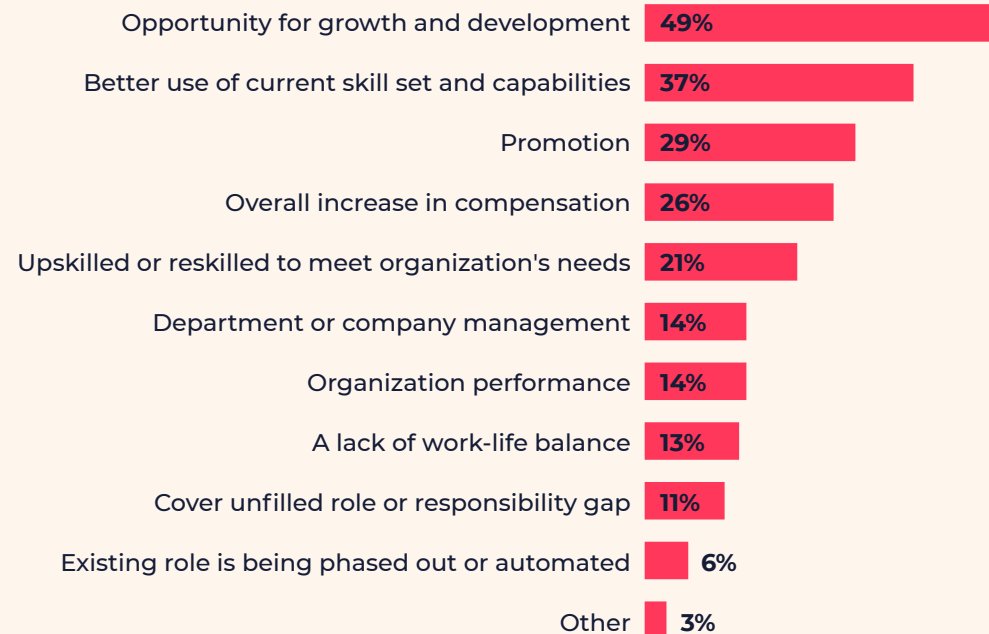 Opportunity for growth and development 49%
Better use of current skill set and capabilities 37%
Promotion 29%
Overall increase in compensation 26%
Upskilled or reskilled to meet organization's needs 21%
Department or company management 14%
Organization performance 14%
A lack of work-life balance 13%
Cover unfilled role or responsibility gap 11%
Existing role is being phased out or automated 6%
Other 3%